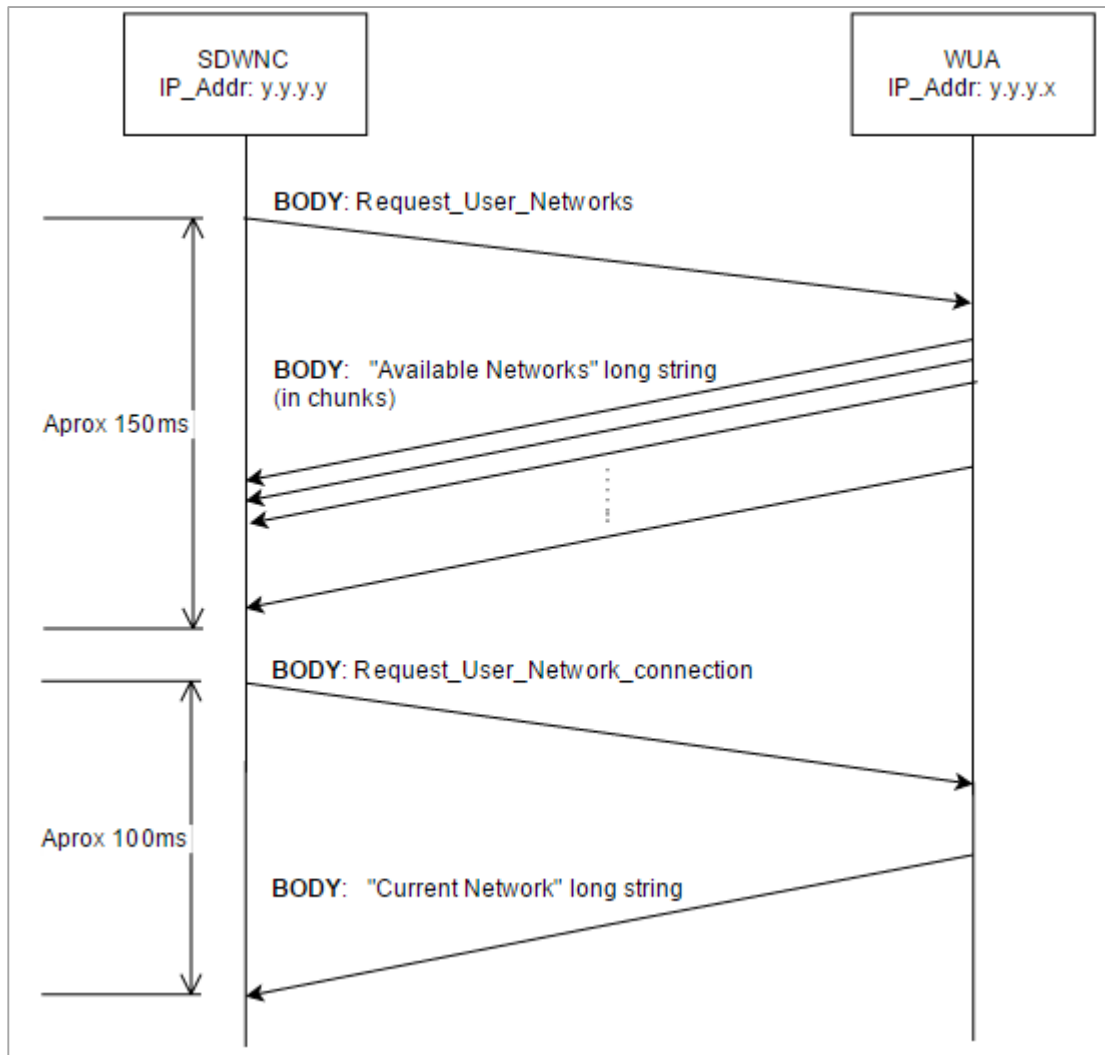 SDWNC
IP_Addr: y.y.y.y
WUA
IP_Addr: y.y.y.x
BODY: Request_User_Networks
BODY: "Available Networks" long string
(in chunks)
Aprox 150ms
BODY: Request_User_Network_connection
Aprox 100ms
BODY: "Current Network" long string